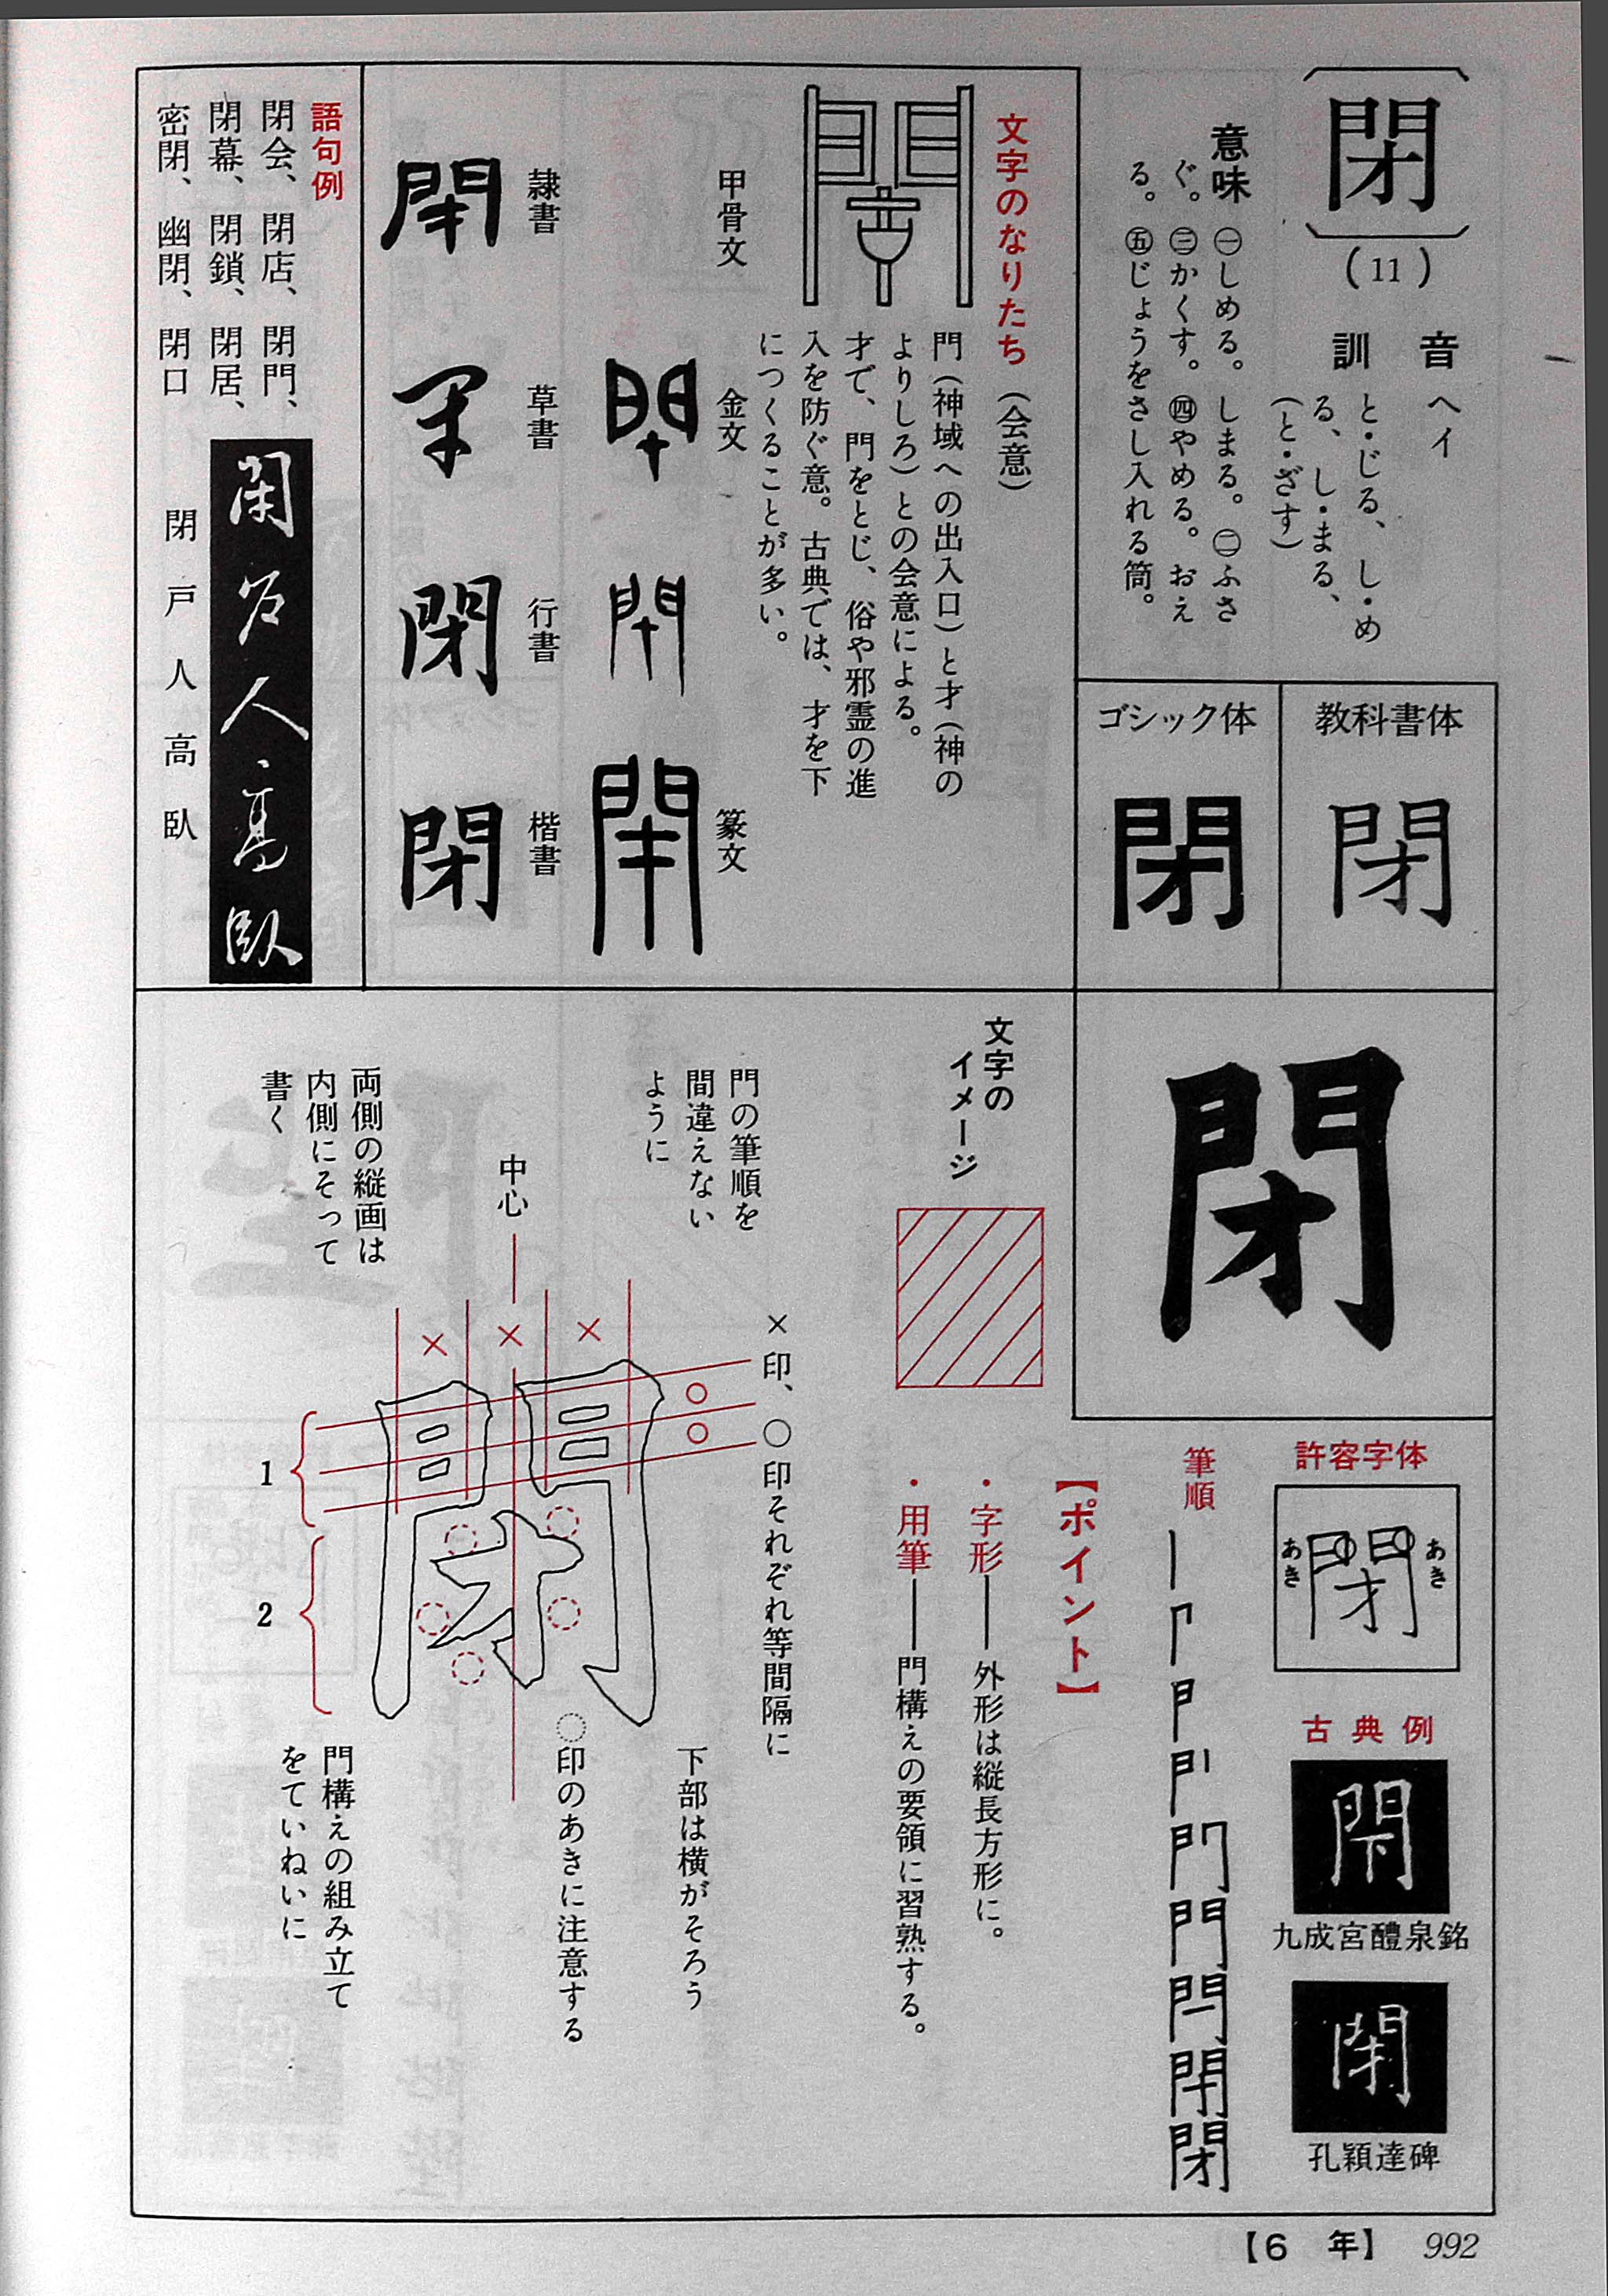 閉
(11)
音 ヘイ
訓 と・じる、し・め
る、し・まる、
(と・ざす)
意味 ㊀しめる。しまる。㊁ふさ
ぐ。㊂かくす。㊃やめる。おえ
る。㊄じょうをさし入れる筒。
教科書体
閉
ゴシック体
閉
文字のなりたち (会意)
門(神域への出入口)と才(神の
よりしろ)との会意による。
才で、門をとじ、俗や邪霊の進
入を防ぐ意。古典では、才を下
につくることが多い。
甲骨文
金文
篆文
隷書
草書
行書
楷書
閉
語句例
閉会、閉店、閉門、
閉幕、閉鎖、閉居、
密閉、幽閉、閉口
閉戸人高臥
閉戸人高臥
閉
許容字体
閉
あき
あき
古典例
九成宮醴泉銘
孔穎達碑
筆順
閉
【ポイント】
・字形——外形は縦長方形に。
・用筆——門構えの要領に習熟する。
文字の
イメージ
×印、○印それぞれ等間隔に
門の筆順を
間違えない
ように
中心
両側の縦画は
内側にそって
書く
1
2
下部は横がそろう
○印のあきに注意する
門構えの組み立て
をていねいに
【6 年】 992